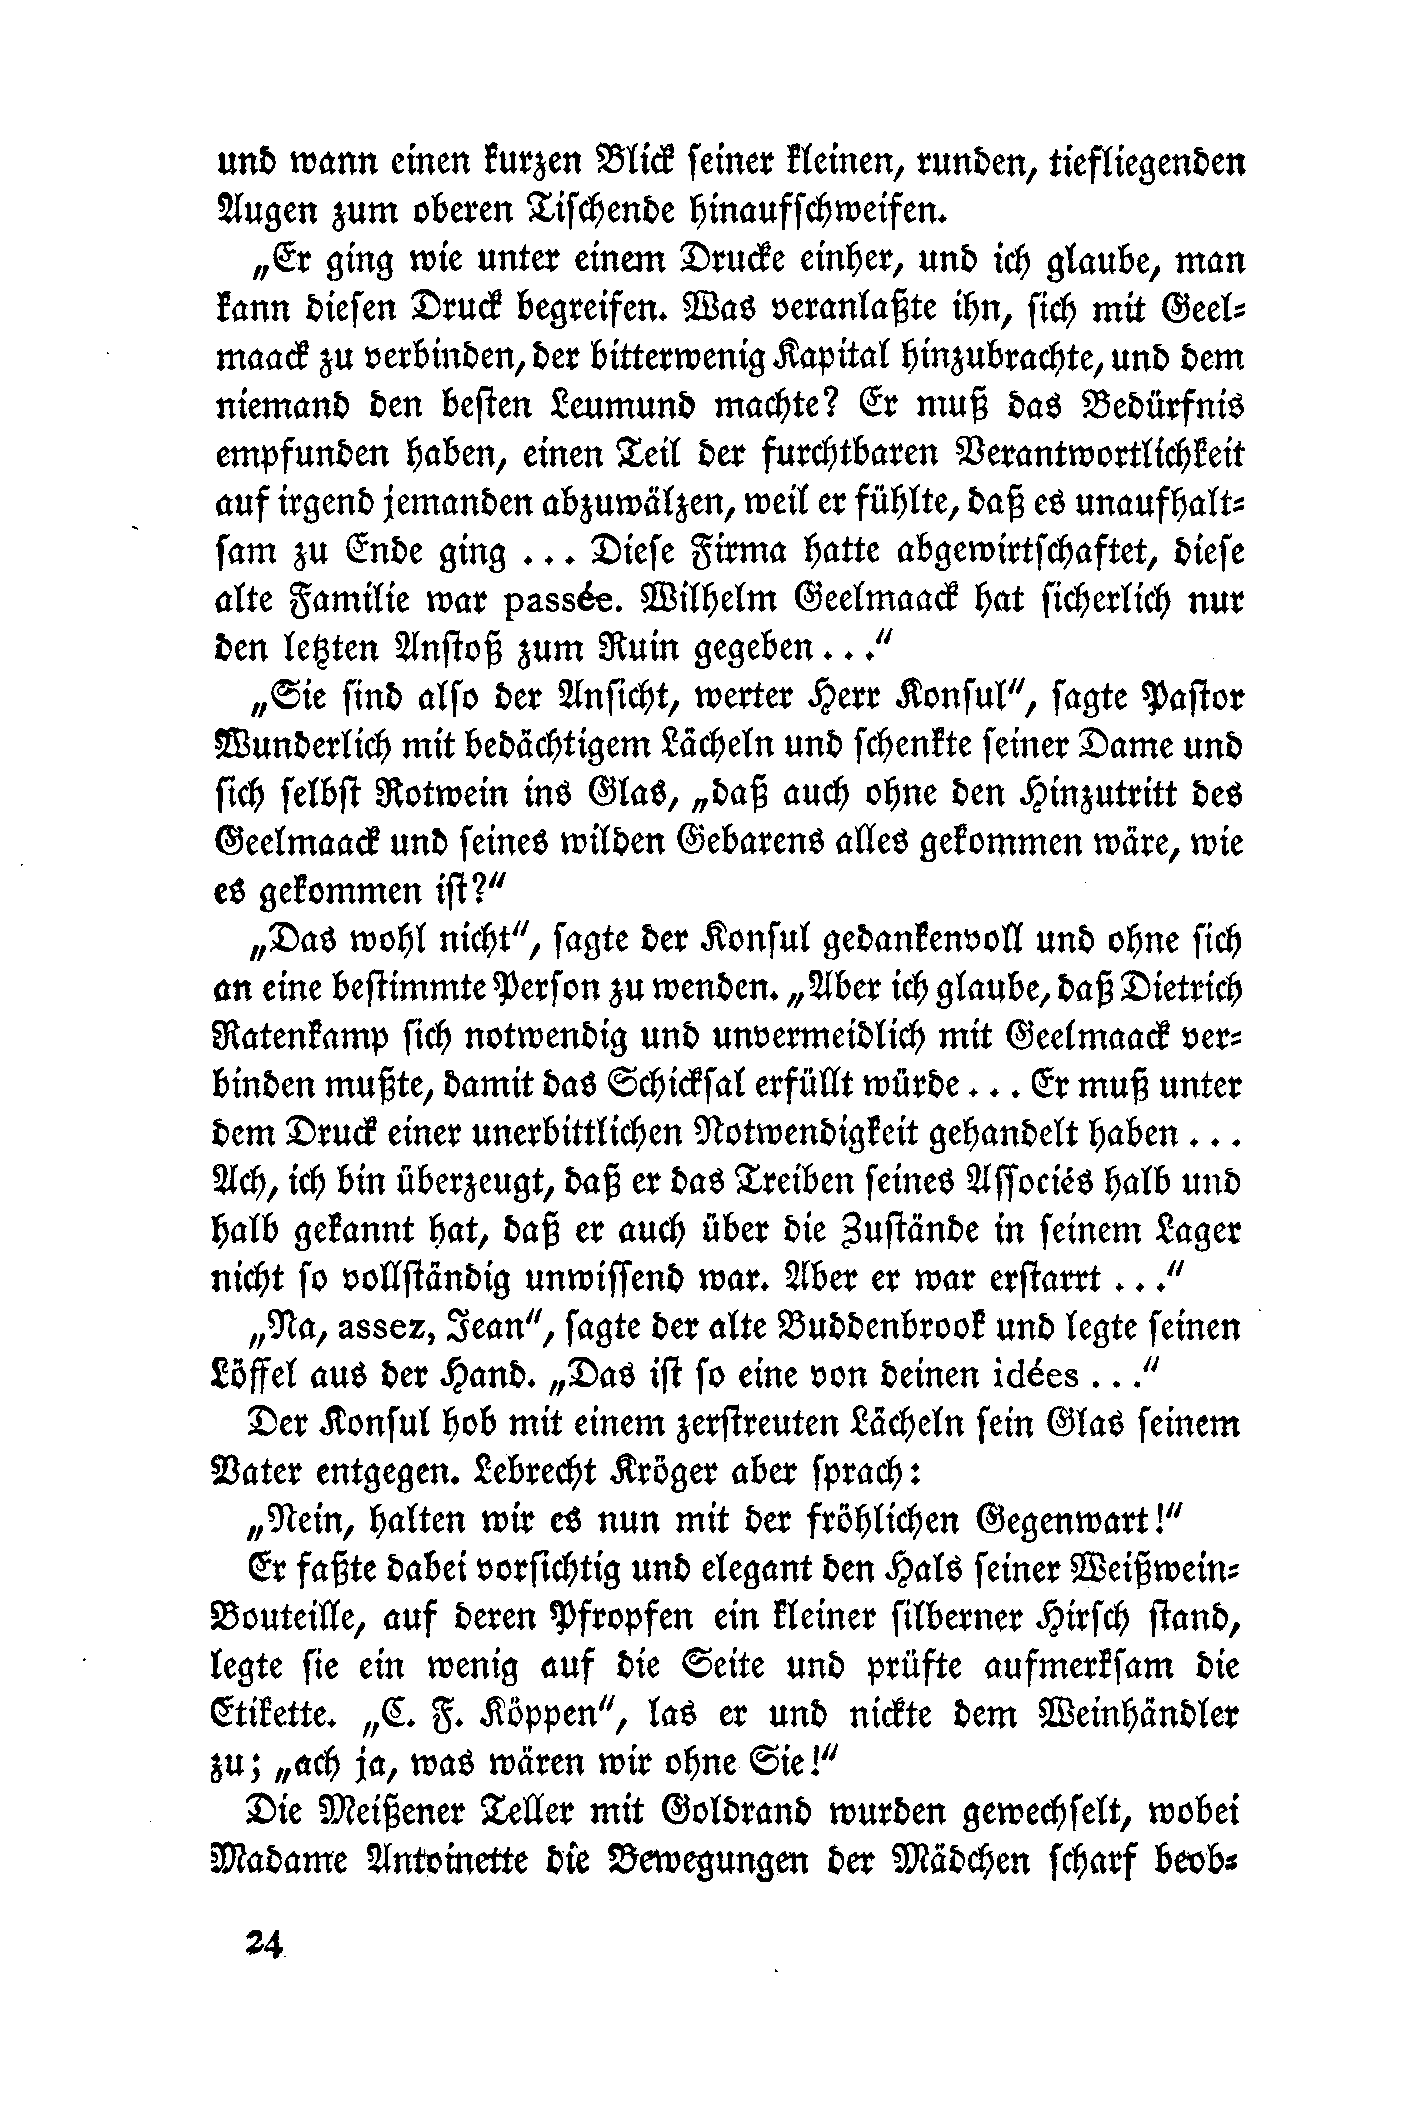 und wann einen kurzen Blick seiner kleinen, runden, tiefliegenden
Augen zum oberen Tischende hinaufschweifen.
„Er ging wie unter einem Drucke einher, und ich glaube, man
kann diesen Druck begreifen. Was veranlaßte ihn, sich mit Geel-
maack zu verbinden, der bitterwenig Kapital hinzubrachte, und dem
niemand den besten Leumund machte? Er muß das Bedürfnis
empfunden haben, einen Teil der furchtbaren Verantwortlichkeit
auf irgend jemanden abzuwälzen, weil er fühlte, daß es unaufhalt-
sam zu Ende ging ... Diese Firma hatte abgewirtschaftet, diese
alte Familie war passée. Wilhelm Geelmaack hat sicherlich nur
den letzten Anstoß zum Ruin gegeben ...“
„Sie sind also der Ansicht, werter Herr Konsul“, sagte Pastor
Wunderlich mit bedächtigem Lächeln und schenkte seiner Dame und
sich selbst Rotwein ins Glas, „daß auch ohne den Hinzutritt des
Geelmaack und seines wilden Gebarens alles gekommen wäre, wie
es gekommen ist?“
„Das wohl nicht“, sagte der Konsul gedankenvoll und ohne sich
an eine bestimmte Person zu wenden. „Aber ich glaube, daß Dietrich
Ratenkamp sich notwendig und unvermeidlich mit Geelmaack ver-
binden mußte, damit das Schicksal erfüllt würde ... Er muß unter
dem Druck einer unerbittlichen Notwendigkeit gehandelt haben ...
Ach, ich bin überzeugt, daß er das Treiben seines Associés halb und
halb gekannt hat, daß er auch über die Zustände in seinem Lager
nicht so vollständig unwissend war. Aber er war erstarrt ...“
„Na, assez, Jean“, sagte der alte Buddenbrook und legte seinen
Löffel aus der Hand. „Das ist so eine von deinen idées ...“
Der Konsul hob mit einem zerstreuten Lächeln sein Glas seinem
Vater entgegen. Lebrecht Kröger aber sprach:
„Nein, halten wir es nun mit der fröhlichen Gegenwart!“
Er faßte dabei vorsichtig und elegant den Hals seiner Weißwein-
Bouteille, auf deren Pfropfen ein kleiner silberner Hirsch stand,
legte sie ein wenig auf die Seite und prüfte aufmerksam die
Etikette. „C. F. Köppen“, las er und nickte dem Weinhändler
zu; „ach ja, was wären wir ohne Sie!“
Die Meißener Teller mit Goldrand wurden gewechselt, wobei
Madame Antoinette die Bewegungen der Mädchen scharf beob-
24